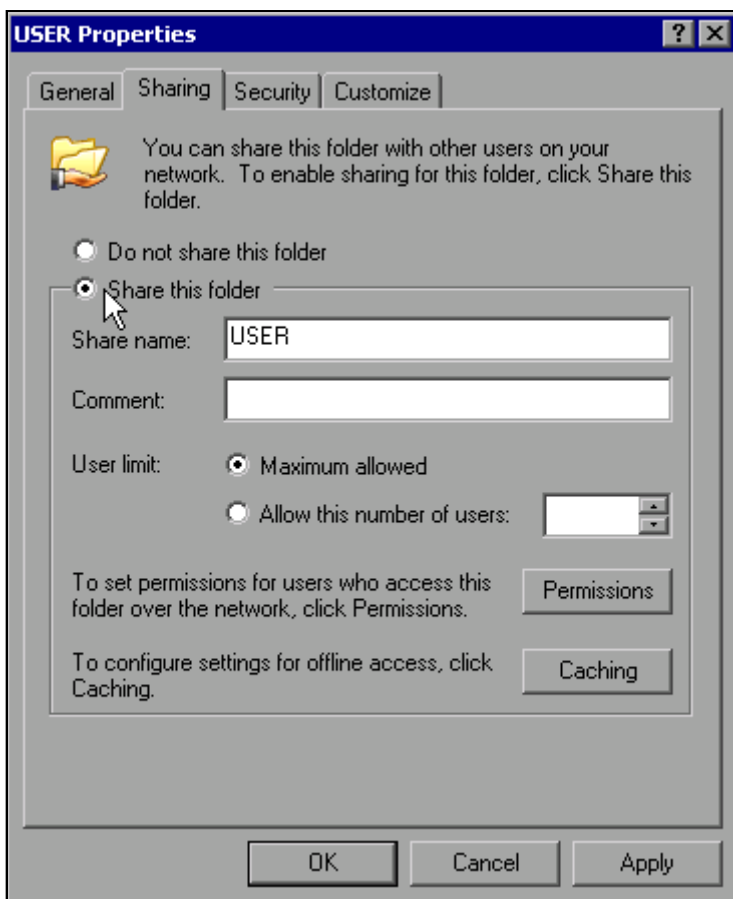 USER Properties
General Sharing Security Customize
You can share this folder with other users on your
network. To enable sharing for this folder, click Share this
folder.
Do not share this folder
Share this folder
Share name: USER
Comment:
User limit: Maximum allowed
Allow this number of users:
To set permissions for users who access this
folder over the network, click Permissions.
Permissions
To configure settings for offline access, click
Caching.
Caching
OK Cancel Apply